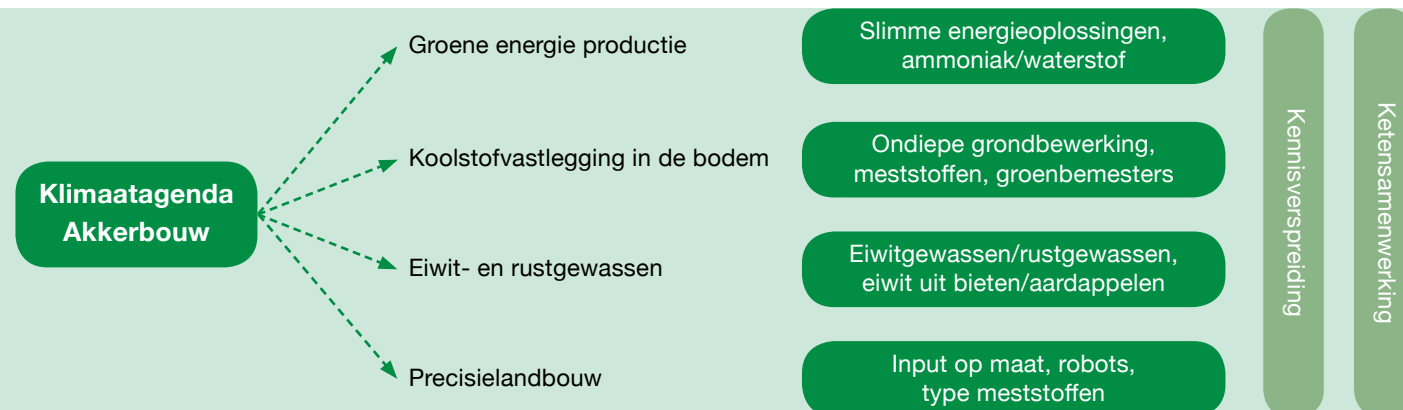 Klimaatagenda
Akkerbouw
Groene energie productie
Slimme energieoplossingen,
ammoniak/waterstof
Koolstofvastlegging in de bodem
Ondiepe grondbewerking,
meststoffen, groenbemesters
Eiwit- en rustgewassen
Eiwitgewassen/rustgewassen,
eiwit uit bieten/aardappelen
Precisielandbouw
Input op maat, robots,
type meststoffen
Kennisverspreiding
Ketensamenwerking